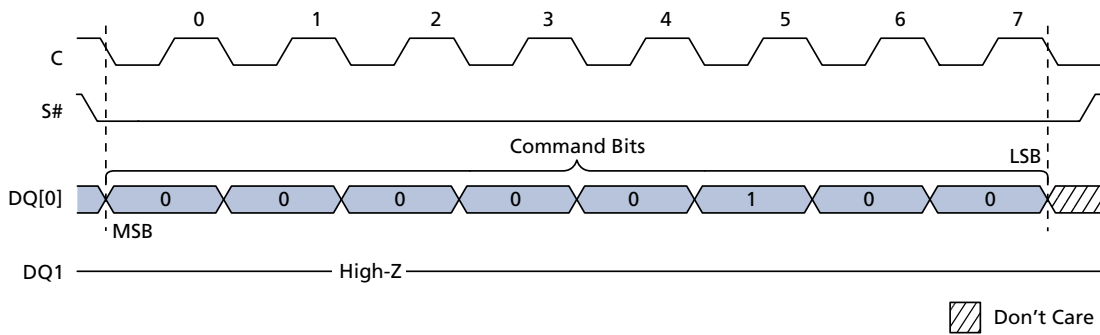 0 1 2 3 4 5 6 7
C
S#
Command Bits
LSB
DQ[0] 0 0 0 0 0 1 0 0
MSB
DQ1 High-Z
Don't Care